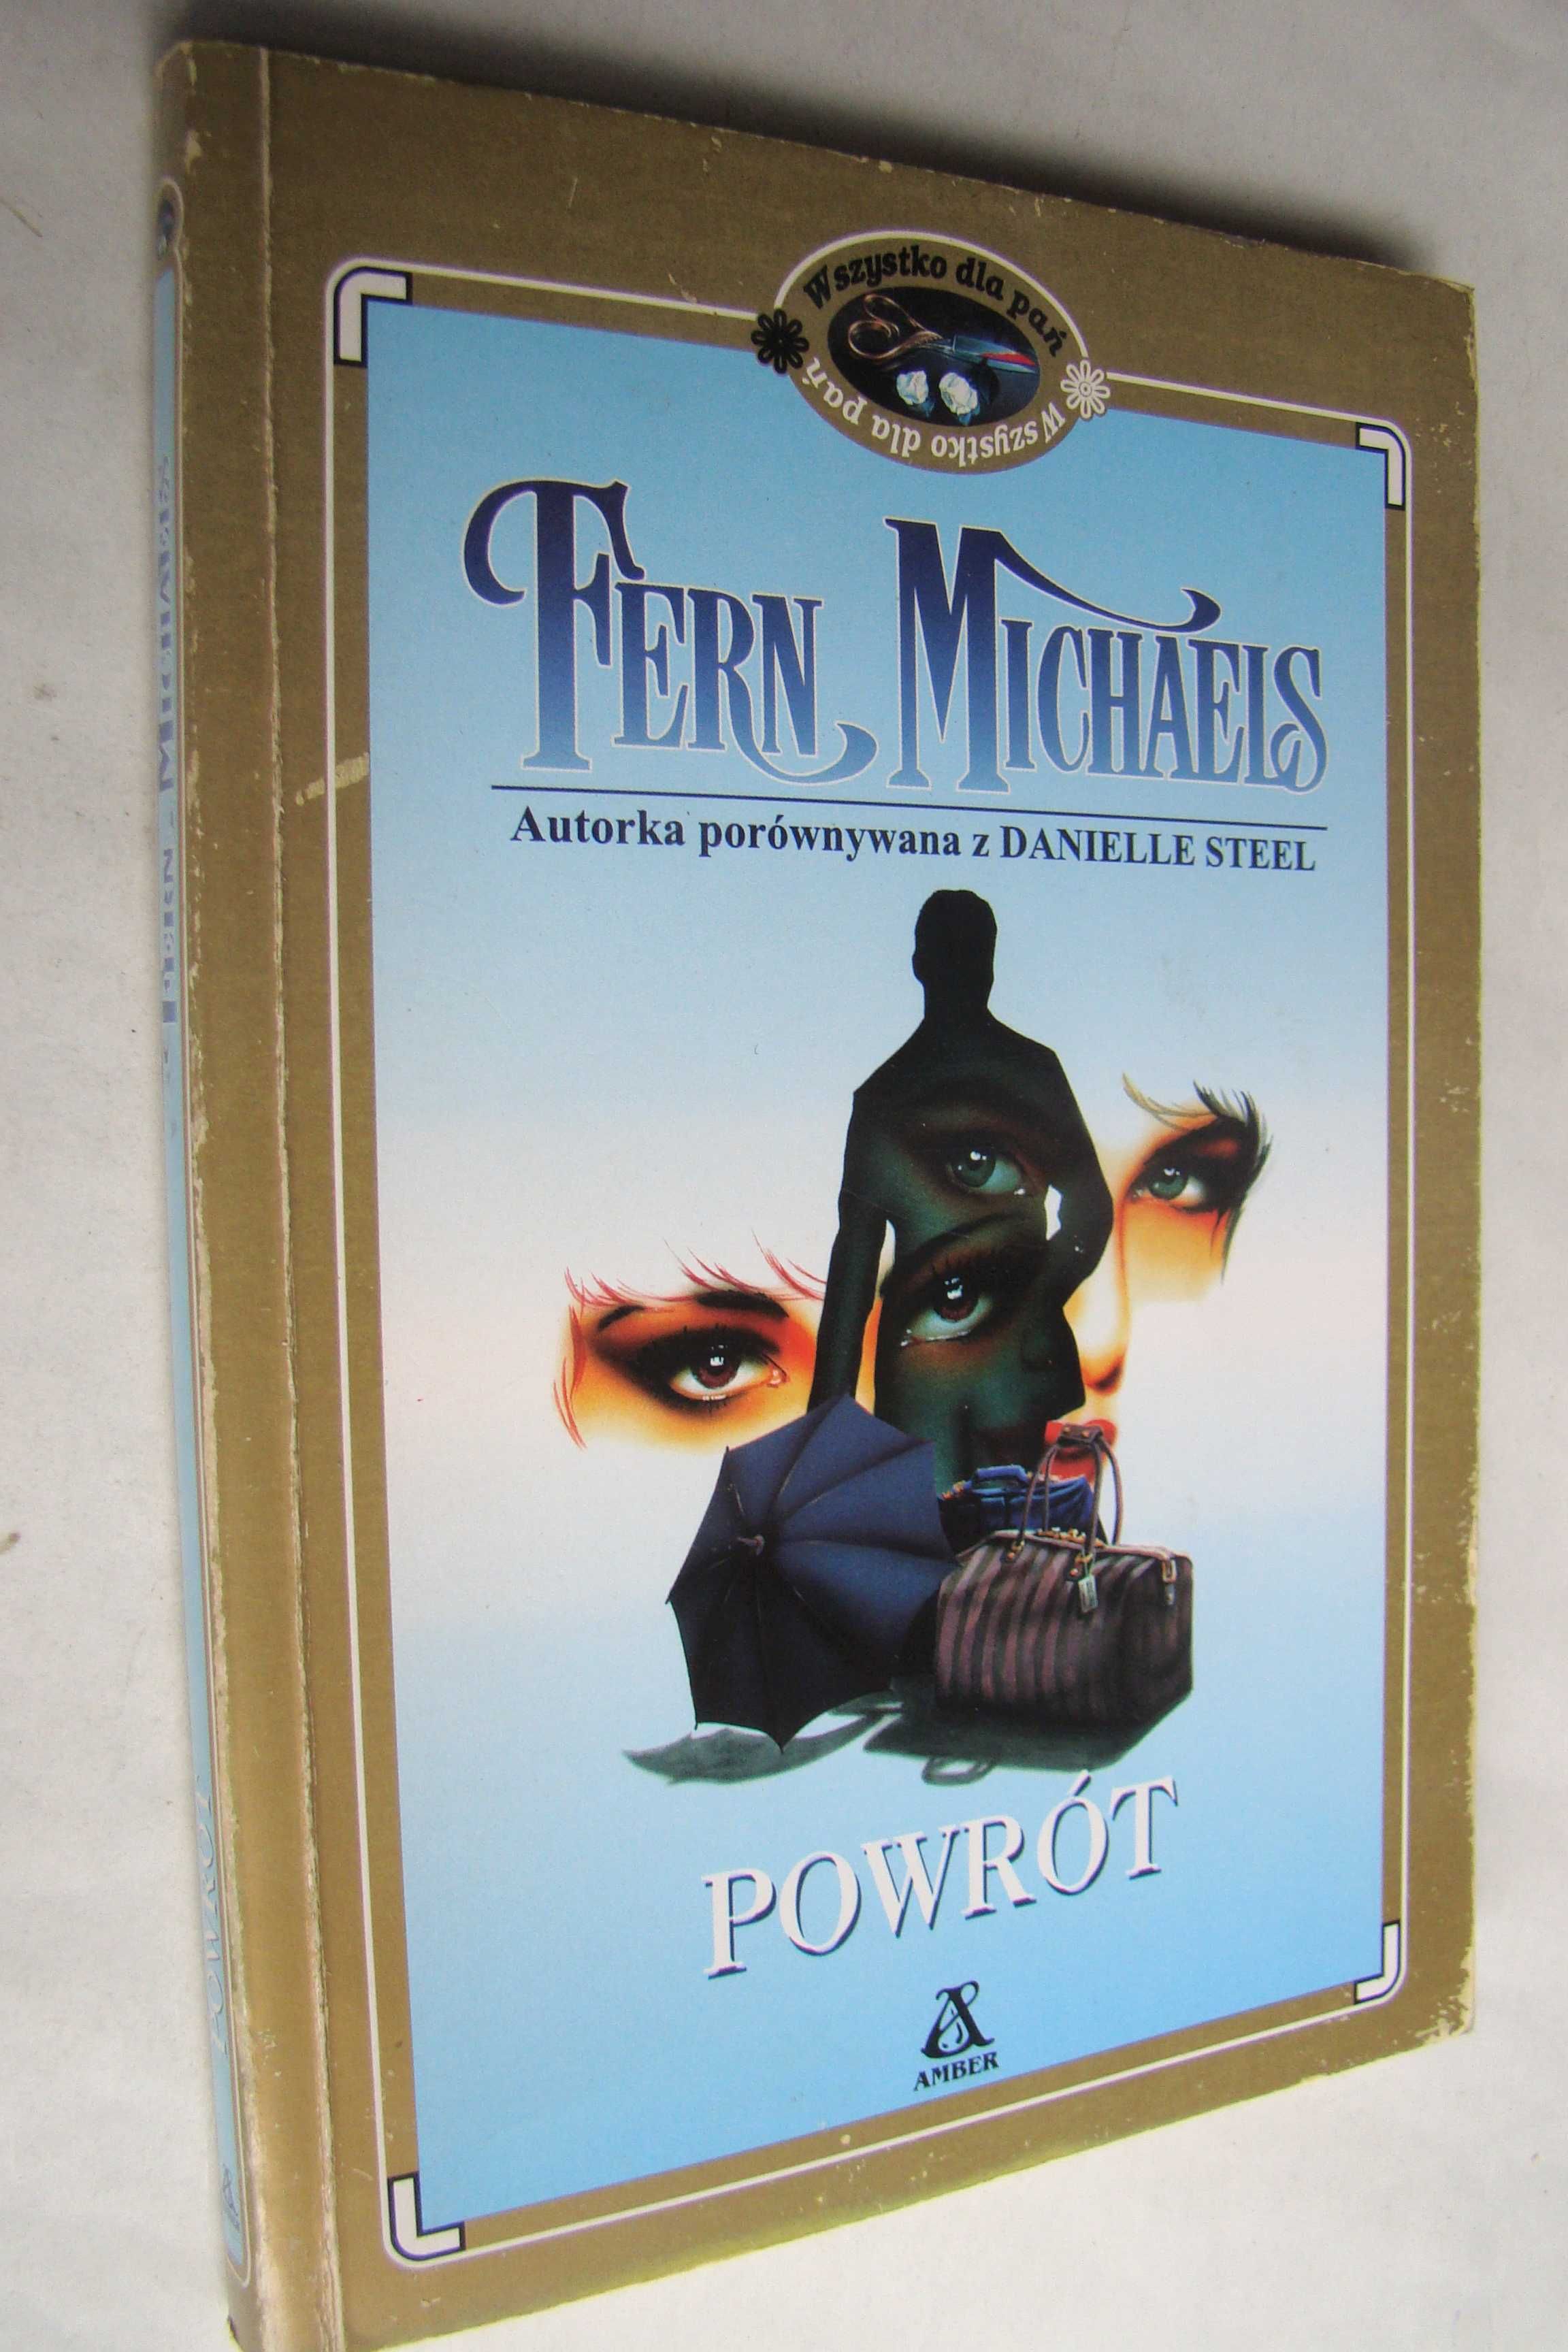 Wszystko dla pań
Wszystko dla pań
FERN MICHAELS
Autorka porównywana z DANIELLE STEEL
POWRÓT
AMBER
FERN MICHAELS
POWRÓT